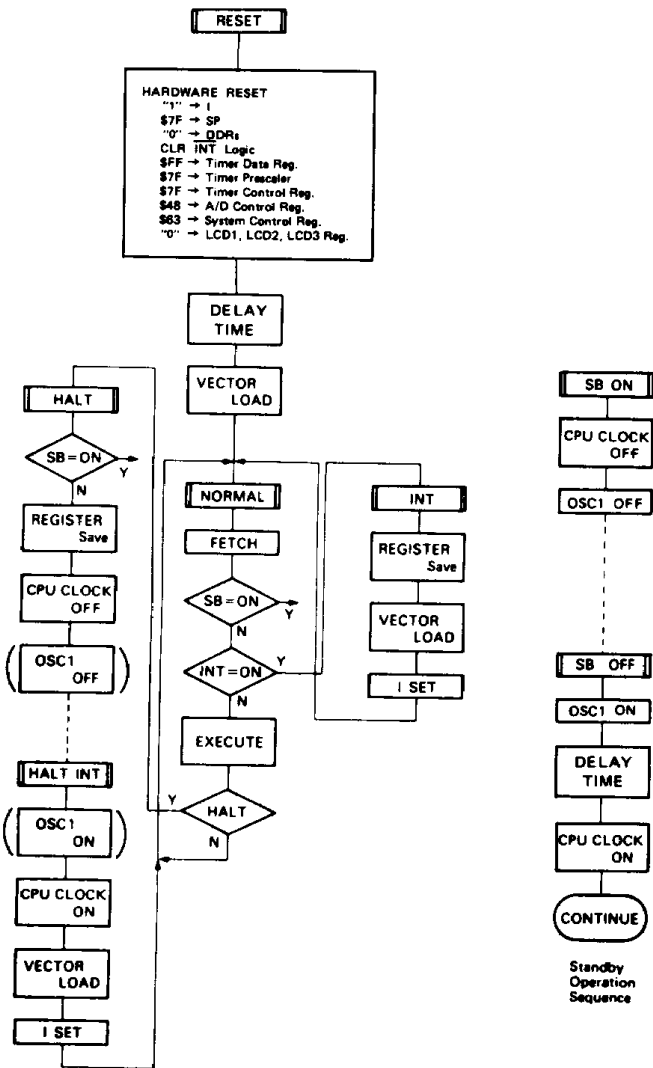 RESET
HARDWARE RESET
"1" → I
$7F → SP
"0" → DDRs
CLR INT Logic
$FF → Timer Data Reg.
$7F → Timer Prescaler
$7F → Timer Control Reg.
$48 → A/D Control Reg.
$63 → System Control Reg.
"0" → LCD1, LCD2, LCD3 Reg.
DELAY
TIME
VECTOR
LOAD
HALT
SB=ON
Y
N
REGISTER
Save
CPU CLOCK
OFF
(OSC1
OFF)
HALT INT
(OSC1
ON)
CPU CLOCK
ON
VECTOR
LOAD
I SET
NORMAL
FETCH
SB=ON
Y
N
INT=ON
Y
N
EXECUTE
HALT
Y
N
INT
REGISTER
Save
VECTOR
LOAD
I SET
SB ON
CPU CLOCK
OFF
OSC1 OFF
SB OFF
OSC1 ON
DELAY
TIME
CPU CLOCK
ON
CONTINUE
Standby
Operation
Sequence